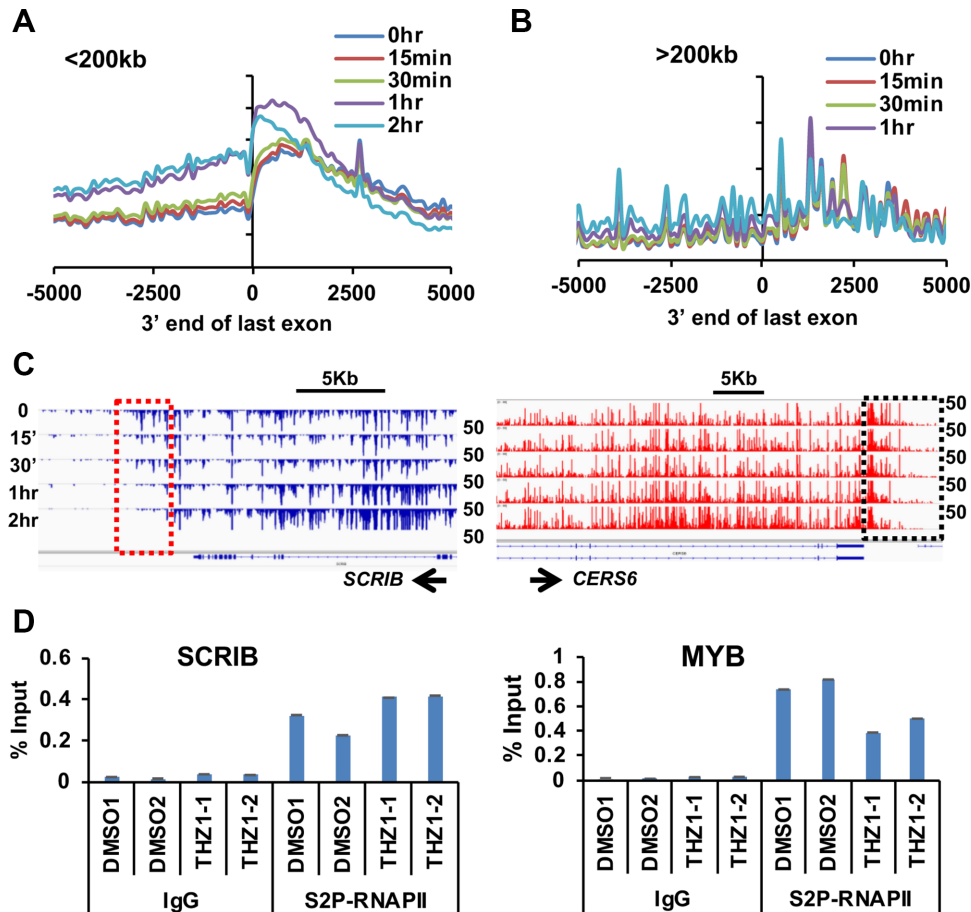 A
<200kb
0hr
15min
30min
1hr
2hr
-5000 -2500 0 2500 5000
3’ end of last exon
B
>200kb
0hr
15min
30min
1hr
-5000 -2500 0 2500 5000
3’ end of last exon
C
5Kb
0
15’
30’
1hr
2hr
50
50
50
50
50
SCRIB
5Kb
50
50
50
50
50
CERS6
D
SCRIB
% Input
0.6
0.4
0.2
0
DMSO1 DMSO2 THZ1-1 THZ1-2 DMSO1 DMSO2 THZ1-1 THZ1-2
IgG S2P-RNAPII
MYB
% Input
1
0.8
0.6
0.4
0.2
0
DMSO1 DMSO2 THZ1-1 THZ1-2 DMSO1 DMSO2 THZ1-1 THZ1-2
IgG S2P-RNAPII